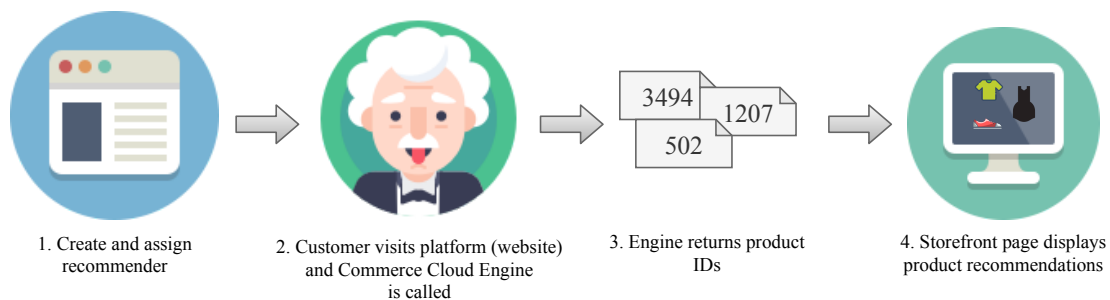 3494
1207
502
1. Create and assign
recommender
2. Customer visits platform (website)
and Commerce Cloud Engine
is called
3. Engine returns product
IDs
4. Storefront page displays
product recommendations